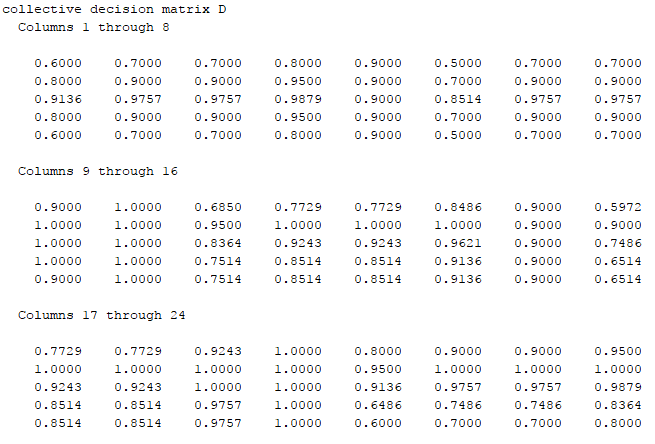 collective decision matrix D
Columns 1 through 8
0.6000 0.7000 0.7000 0.8000 0.9000 0.5000 0.7000 0.7000
0.8000 0.9000 0.9000 0.9500 0.9000 0.7000 0.9000 0.9000
0.9136 0.9757 0.9757 0.9879 0.9000 0.8514 0.9757 0.9757
0.8000 0.9000 0.9000 0.9500 0.9000 0.7000 0.9000 0.9000
0.6000 0.7000 0.7000 0.8000 0.9000 0.5000 0.7000 0.7000
Columns 9 through 16
0.9000 1.0000 0.6850 0.7729 0.7729 0.8486 0.9000 0.5972
1.0000 1.0000 0.9500 1.0000 1.0000 1.0000 0.9000 0.9000
1.0000 1.0000 0.8364 0.9243 0.9243 0.9621 0.9000 0.7486
1.0000 1.0000 0.7514 0.8514 0.8514 0.9136 0.9000 0.6514
0.9000 1.0000 0.7514 0.8514 0.8514 0.9136 0.9000 0.6514
Columns 17 through 24
0.7729 0.7729 0.9243 1.0000 0.8000 0.9000 0.9000 0.9500
1.0000 1.0000 1.0000 1.0000 0.9500 1.0000 1.0000 1.0000
0.9243 0.9243 1.0000 1.0000 0.9136 0.9757 0.9757 0.9879
0.8514 0.8514 0.9757 1.0000 0.6486 0.7486 0.7486 0.8364
0.8514 0.8514 0.9757 1.0000 0.6000 0.7000 0.7000 0.8000